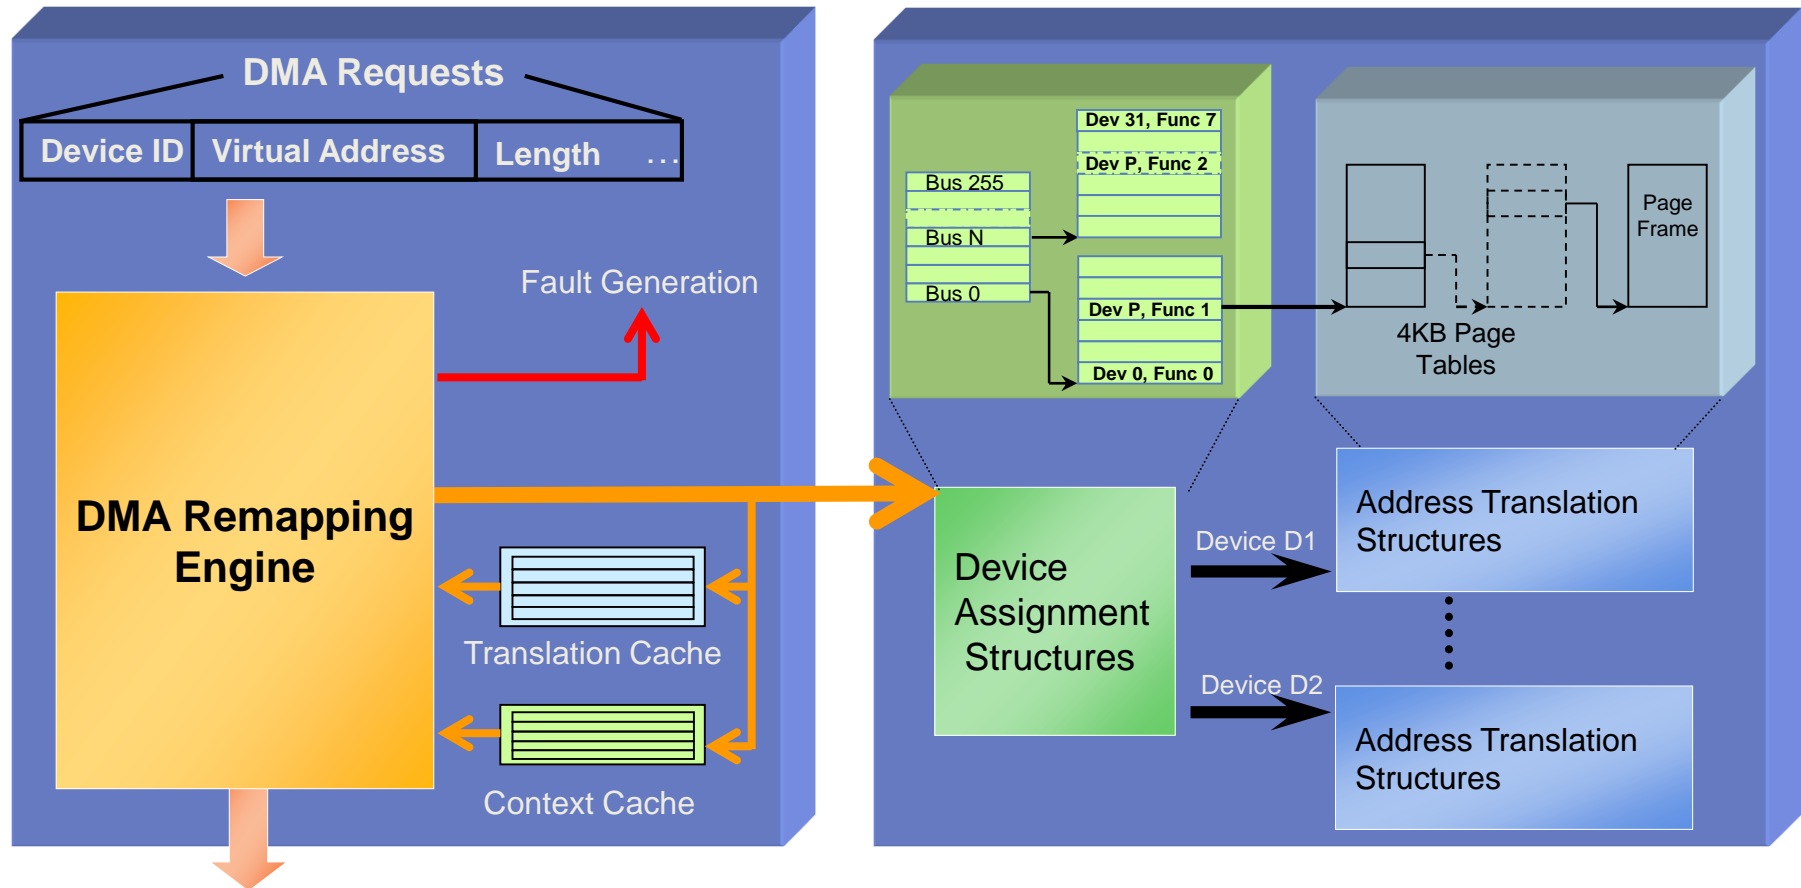 DMA Requests
Device ID Virtual Address Length ...
Fault Generation
DMA Remapping
Engine
Translation Cache
Context Cache
Bus 255
Bus N
Bus 0
Dev 31, Func 7
Dev P, Func 2
Dev P, Func 1
Dev 0, Func 0
Page
Frame
4KB Page
Tables
Device
Assignment
Structures
Device D1
Device D2
Address Translation
Structures
Address Translation
Structures